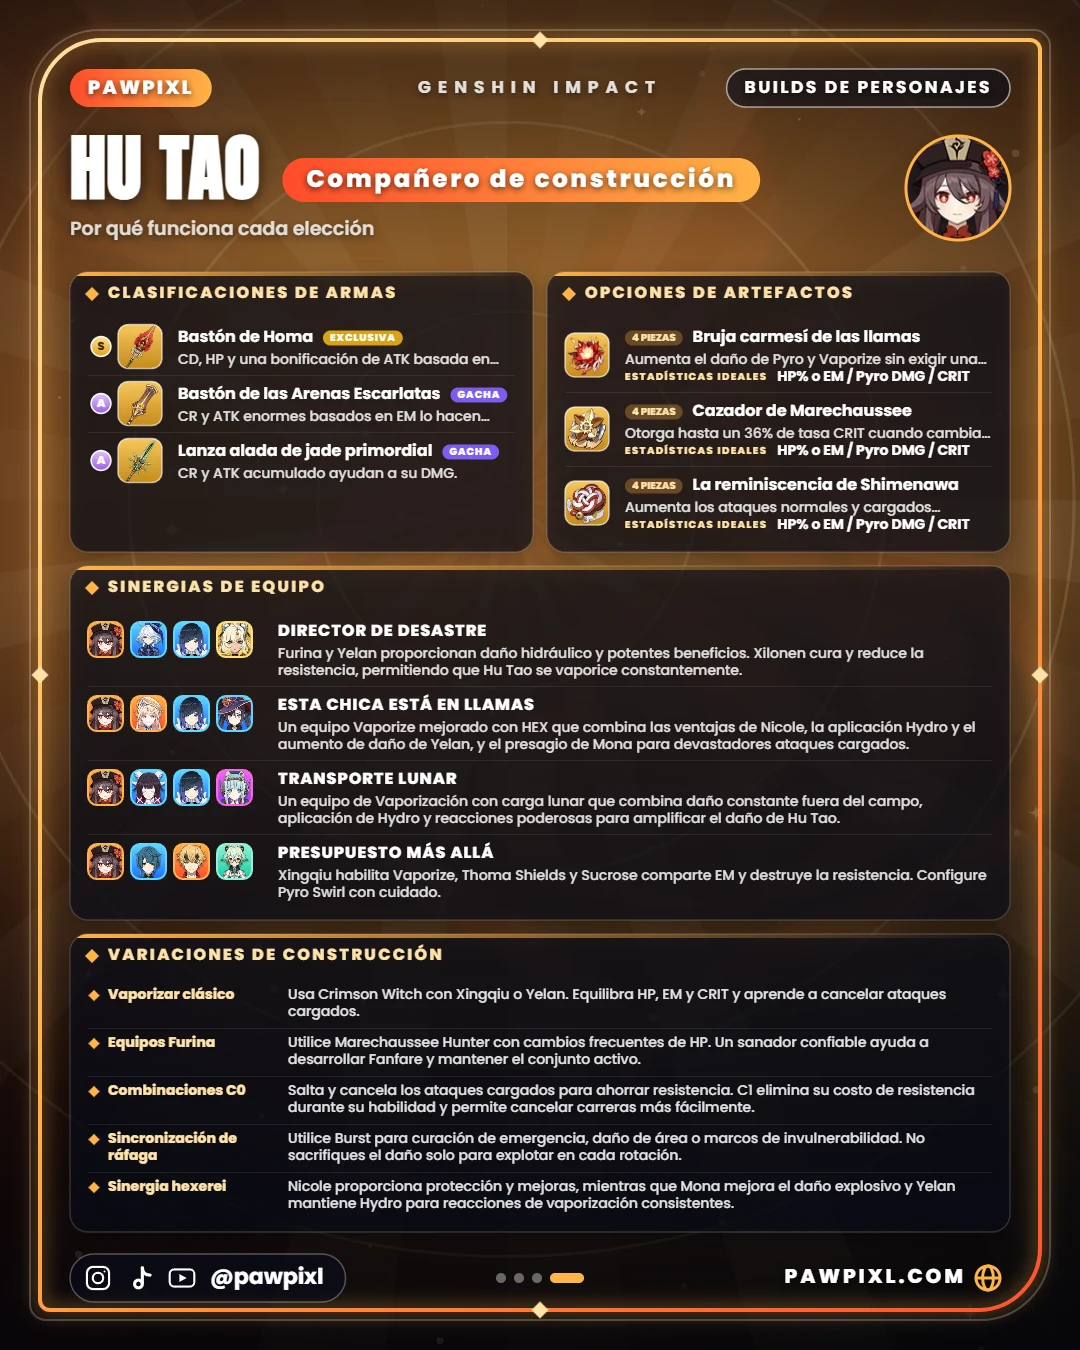 PAWPIXL
GENSHIN IMPACT
BUILDS DE PERSONAJES
HU TAO
Compañero de construcción
Por qué funciona cada elección
CLASIFICACIONES DE ARMAS
S
Bastón de Homa EXCLUSIVA
CD, HP y una bonificación de ATK basada en...
A
Bastón de las Arenas Escarlatas GACHA
CR y ATK enormes basados en EM lo hacen...
A
Lanza alada de jade primordial GACHA
CR y ATK acumulado ayudan a su DMG.
OPCIONES DE ARTEFACTOS
4 PIEZAS Bruja carmesí de las llamas
Aumenta el daño de Pyro y Vaporize sin exigir una...
ESTADÍSTICAS IDEALES HP% o EM / Pyro DMG / CRIT
4 PIEZAS Cazador de Marechaussee
Otorga hasta un 36% de tasa CRIT cuando cambia...
ESTADÍSTICAS IDEALES HP% o EM / Pyro DMG / CRIT
4 PIEZAS La reminiscencia de Shimenawa
Aumenta los ataques normales y cargados...
ESTADÍSTICAS IDEALES HP% o EM / Pyro DMG / CRIT
SINERGIAS DE EQUIPO
DIRECTOR DE DESASTRE
Furina y Yelan proporcionan daño hidráulico y potentes beneficios. Xilonen cura y reduce la
resistencia, permitiendo que Hu Tao se vaporice constantemente.
ESTA CHICA ESTÁ EN LLAMAS
Un equipo Vaporize mejorado con HEX que combina las ventajas de Nicole, la aplicación Hydro y el
aumento de daño de Yelan, y el presagio de Mona para devastadores ataques cargados.
TRANSPORTE LUNAR
Un equipo de Vaporización con carga lunar que combina daño constante fuera del campo,
aplicación de Hydro y reacciones poderosas para amplificar el daño de Hu Tao.
PRESUPUESTO MÁS ALLÁ
Xingqiu habilita Vaporize, Thoma Shields y Sucrose comparte EM y destruye la resistencia. Configure
Pyro Swirl con cuidado.
VARIACIONES DE CONSTRUCCIÓN
Vaporizar clásico
Usa Crimson Witch con Xingqiu o Yelan. Equilibra HP, EM y CRIT y aprende a cancelar ataques
cargados.
Equipos Furina
Utilice Marechaussee Hunter con cambios frecuentes de HP. Un sanador confiable ayuda a
desarrollar Fanfare y mantener el conjunto activo.
Combinaciones C0
Salta y cancela los ataques cargados para ahorrar resistencia. C1 elimina su costo de resistencia
durante su habilidad y permite cancelar carreras más fácilmente.
Sincronización de
ráfaga
Utilice Burst para curación de emergencia, daño de área o marcos de invulnerabilidad. No
sacrifiques el daño solo para explotar en cada rotación.
Sinergia hexerei
Nicole proporciona protección y mejoras, mientras que Mona mejora el daño explosivo y Yelan
mantiene Hydro para reacciones de vaporización consistentes.
@pawpixl
PAWPIXL.COM